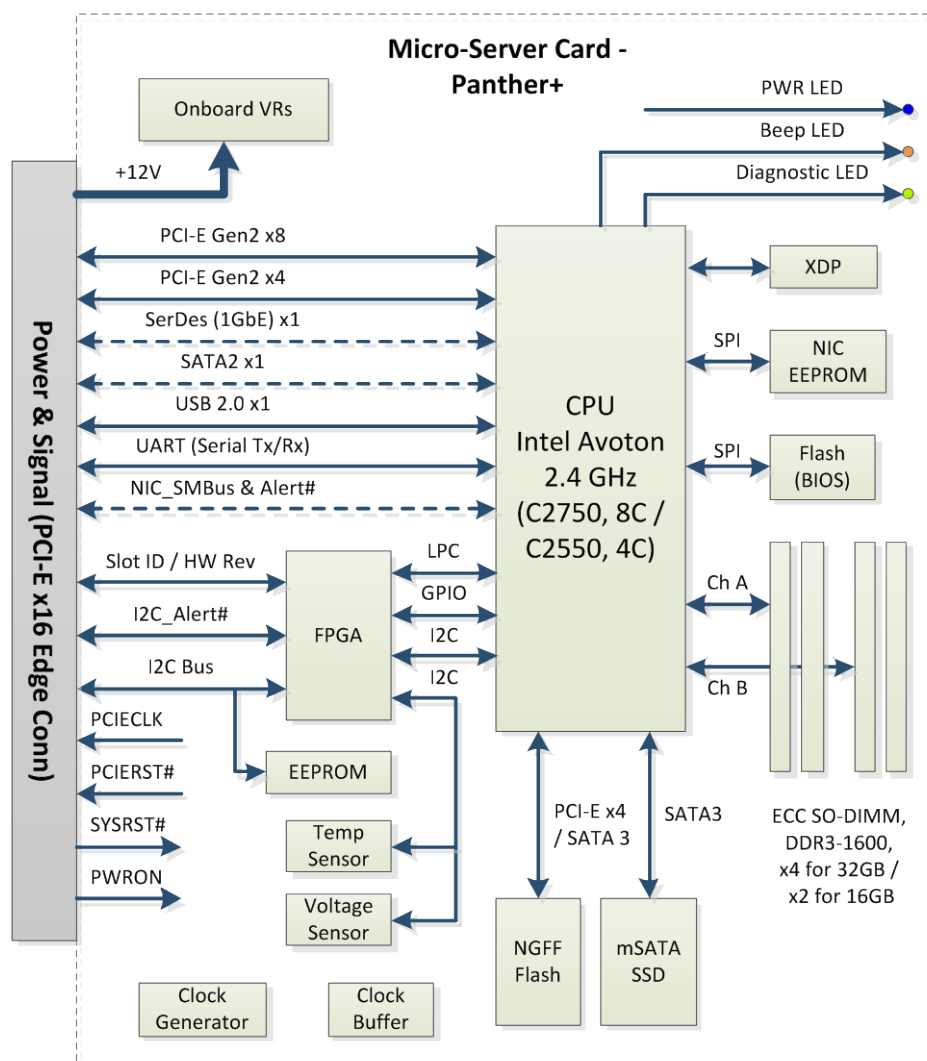 Micro-Server Card -
Panther+
Onboard VRs
+12V
PWR LED
Beep LED
Diagnostic LED
Power & Signal (PCI-E x16 Edge Conn)
PCI-E Gen2 x8
PCI-E Gen2 x4
SerDes (1GbE) x1
SATA2 x1
USB 2.0 x1
UART (Serial Tx/Rx)
NIC_SMBus & Alert#
Slot ID / HW Rev
I2C_Alert#
I2C Bus
PCIECLK
PCIERST#
SYSRST#
PWRON
FPGA
LPC
GPIO
I2C
I2C
EEPROM
Temp
Sensor
Voltage
Sensor
Clock
Generator
Clock
Buffer
CPU
Intel Avoton
2.4 GHz
(C2750, 8C /
C2550, 4C)
XDP
SPI
NIC
EEPROM
SPI
Flash
(BIOS)
Ch A
Ch B
ECC SO-DIMM,
DDR3-1600,
x4 for 32GB /
x2 for 16GB
PCI-E x4
/ SATA 3
SATA3
NGFF
Flash
mSATA
SSD